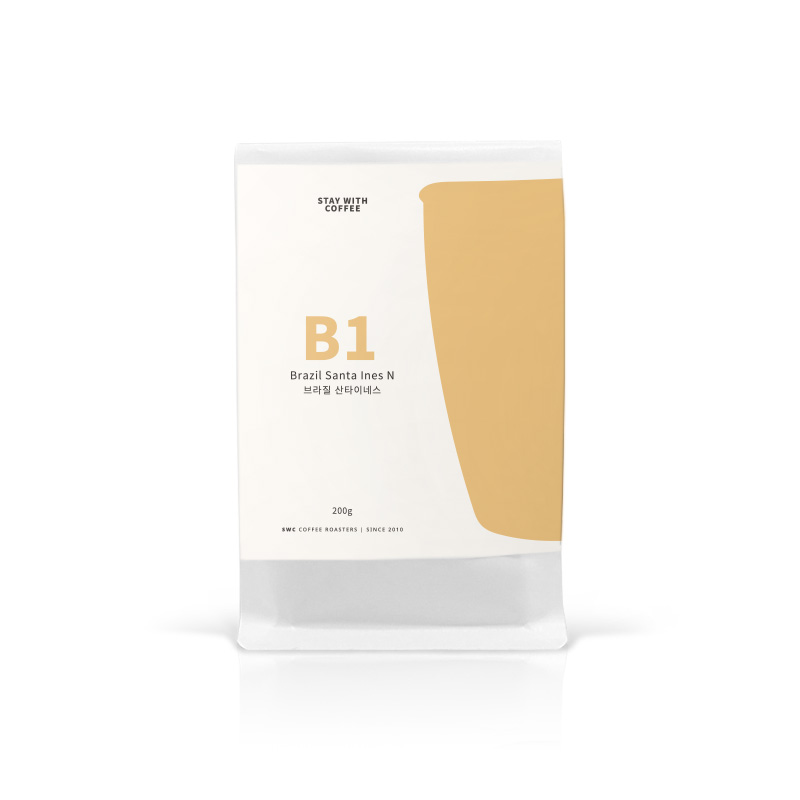 STAY WITH
COFFEE
B1
Brazil Santa Ines N
브라질 산타이네스
200g
SWC COFFEE ROASTERS | SINCE 2010